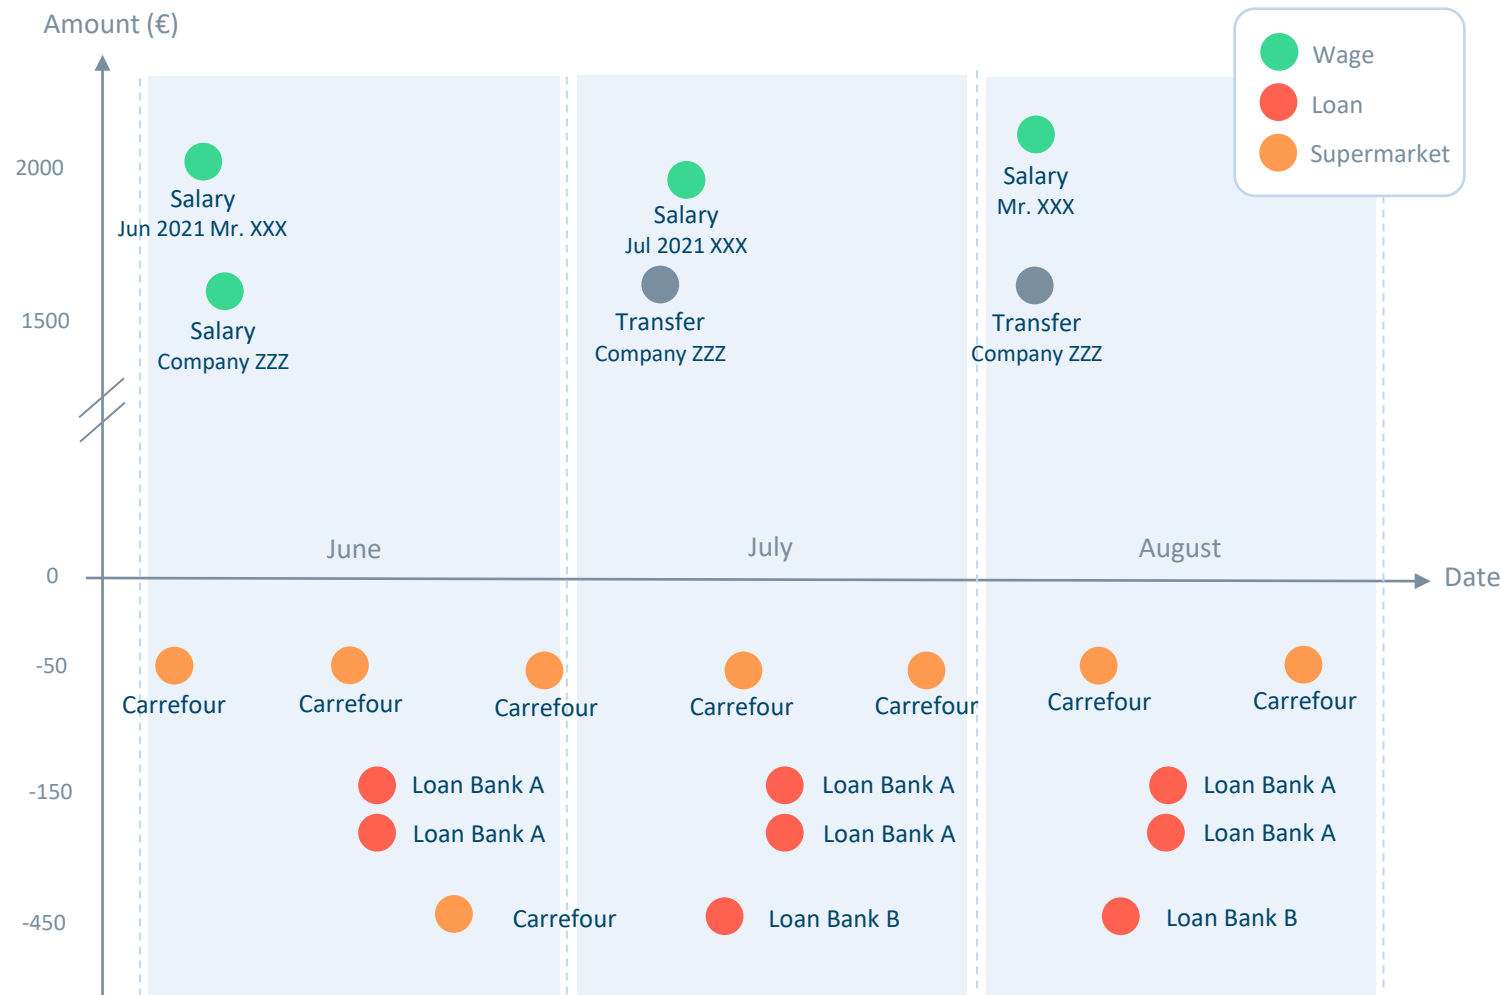 Amount (€)
Wage
Loan
Supermarket
2000
Salary
Jun 2021 Mr. XXX
Salary
Jul 2021 XXX
Salary
Mr. XXX
1500
Salary
Company ZZZ
Transfer
Company ZZZ
Transfer
Company ZZZ
June
July
August
0
Date
-50
Carrefour
Carrefour
Carrefour
Carrefour
Carrefour
Carrefour
Carrefour
-150
Loan Bank A
Loan Bank A
Loan Bank A
Loan Bank A
Loan Bank A
Loan Bank A
-450
Carrefour
Loan Bank B
Loan Bank B